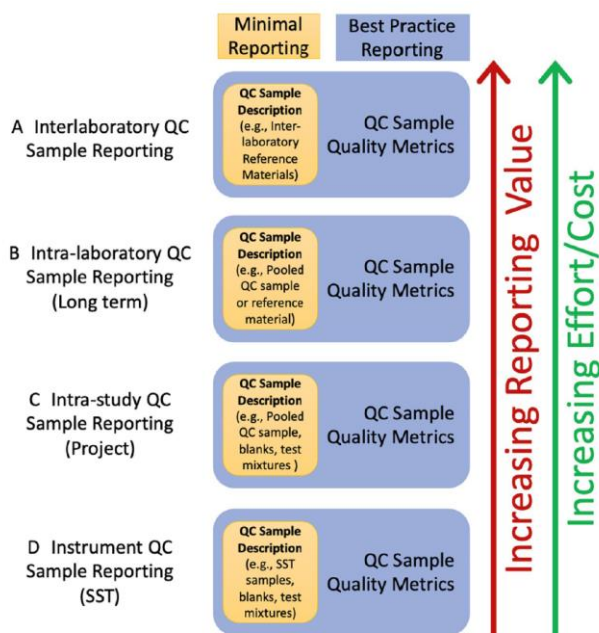 Minimal
Reporting
Best Practice
Reporting
A Interlaboratory QC
Sample Reporting
QC Sample
Description
(e.g., Inter-
laboratory
Reference
Materials)
QC Sample
Quality Metrics
B Intra-laboratory QC
Sample Reporting
(Long term)
QC Sample
Description
(e.g., Pooled
QC sample
or reference
material)
QC Sample
Quality Metrics
C Intra-study QC
Sample Reporting
(Project)
QC Sample
Description
(e.g., Pooled
QC sample,
blanks, test
mixtures )
QC Sample
Quality Metrics
D Instrument QC
Sample Reporting
(SST)
QC Sample
Description
(e.g., SST
samples,
blanks, test
mixtures)
QC Sample
Quality Metrics
Increasing Reporting Value
Increasing Effort/Cost